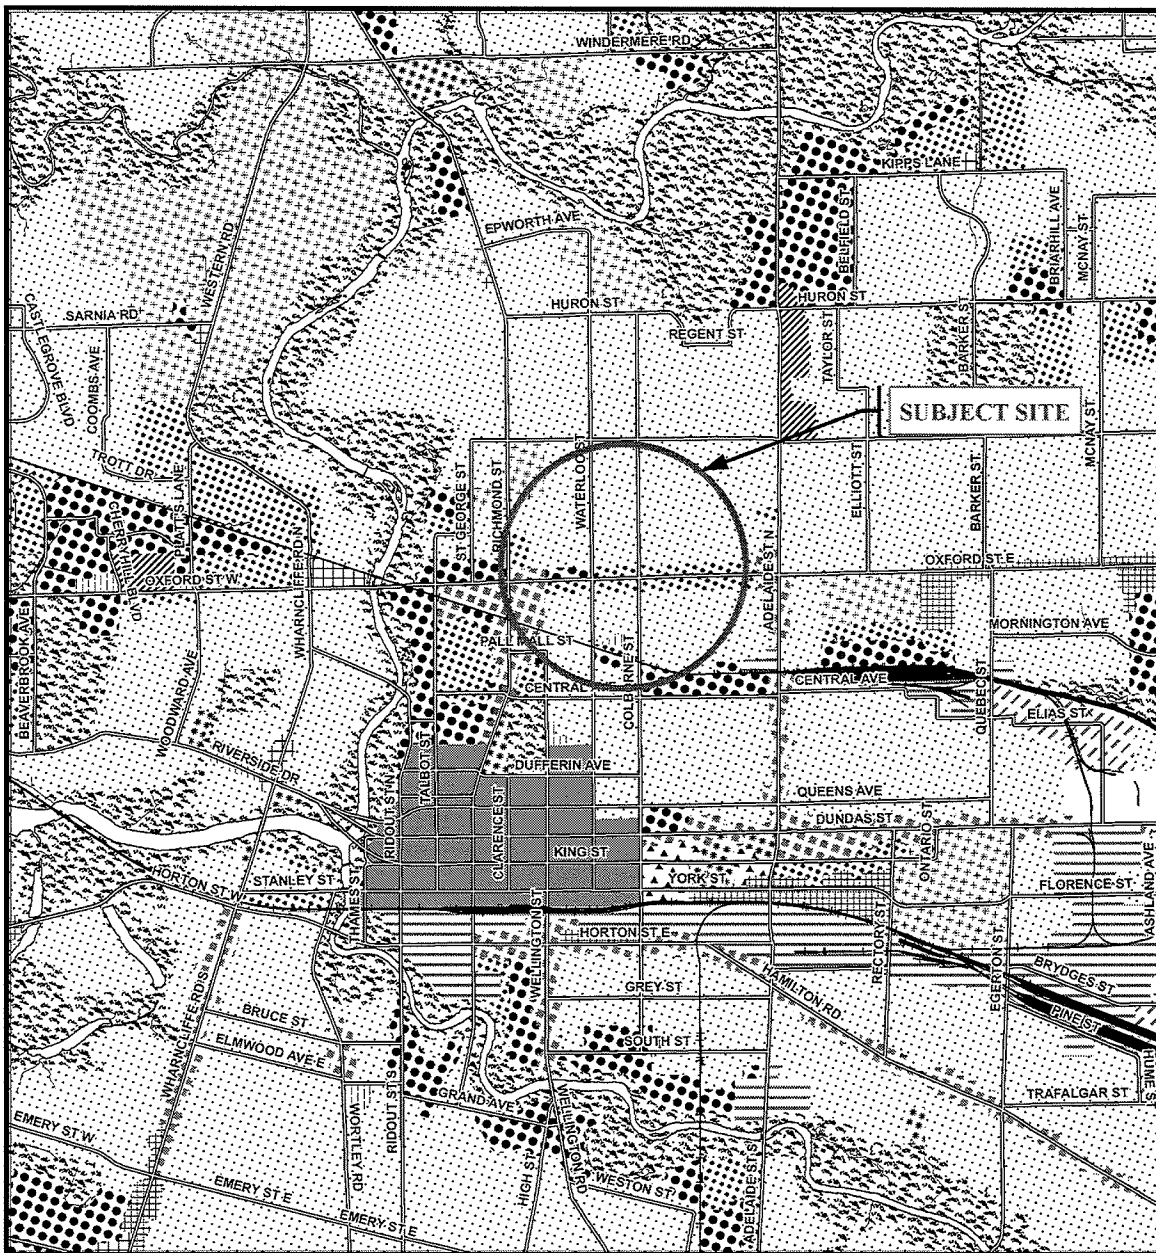 WINDERMERE RD
KIPPS LANE
EPWORTH AVE
BELFIELD ST
BRIARHILL AVE
MCNAY ST
WESTERN RD
HURON ST
HURON ST
SARNIA RD
REGENT ST
CASTLEGROVE BLVD
COOMBS AVE
TAYLOR ST
BARKER ST
SUBJECT SITE
MCNAY ST
TROTT DR
PLATT'S LANE
ST GEORGE ST
RICHMOND ST
WATERLOO ST
ELLIOTT ST
BARKER ST
CHERRYHILL BLVD
WHARNCLIFFE RD N
ADELAIDE ST N
OXFORD ST E
OXFORD ST W
BEAVERBROOK AVE
WOODWARD AVE
PALL MALL ST
MORNINGTON AVE
CENTRAL
COLBORNE ST
CENTRAL AVE
QUEBEC ST
ELIAS ST
RIVERSIDE DR
TALBOT ST
DUFFERIN AVE
RIDOUT ST N
CLARENCE ST
QUEENS AVE
DUNDAS ST
KING ST
ONTARIO ST
ASHLAND AVE
HORTON ST W
STANLEY ST
THAMES ST
YORK ST
FLORENCE ST
WELLINGTON ST
HORTON ST E
RECTORY ST
EGERTON ST
BRYDGES ST
PINE ST
WHARNCLIFFE RD S
GREY ST
HAMILTON RD
BRUCE ST
ELMWOOD AVE E
SOUTH ST
HUME ST
GRAND AVE
TRAFALGAR ST
EMERY ST W
WORTLEY RD
RIDOUT ST S
WELLINGTON RD
HIGH ST
WESTON ST
ADELAIDE ST S
EMERY ST E
EMERY ST E